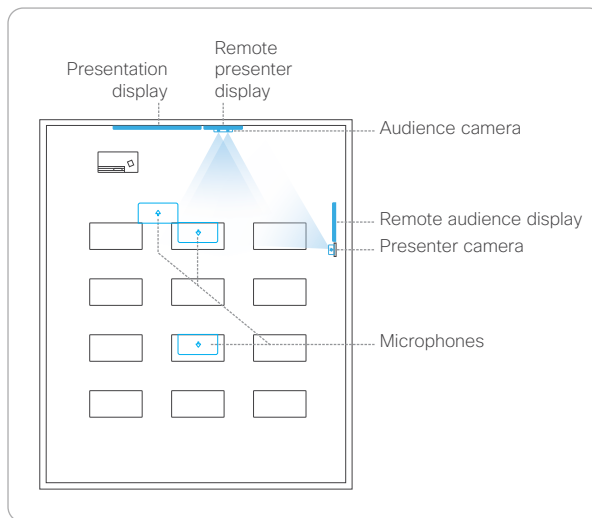 Presentation
display
Remote
presenter
display
Audience camera
Remote audience display
Presenter camera
Microphones